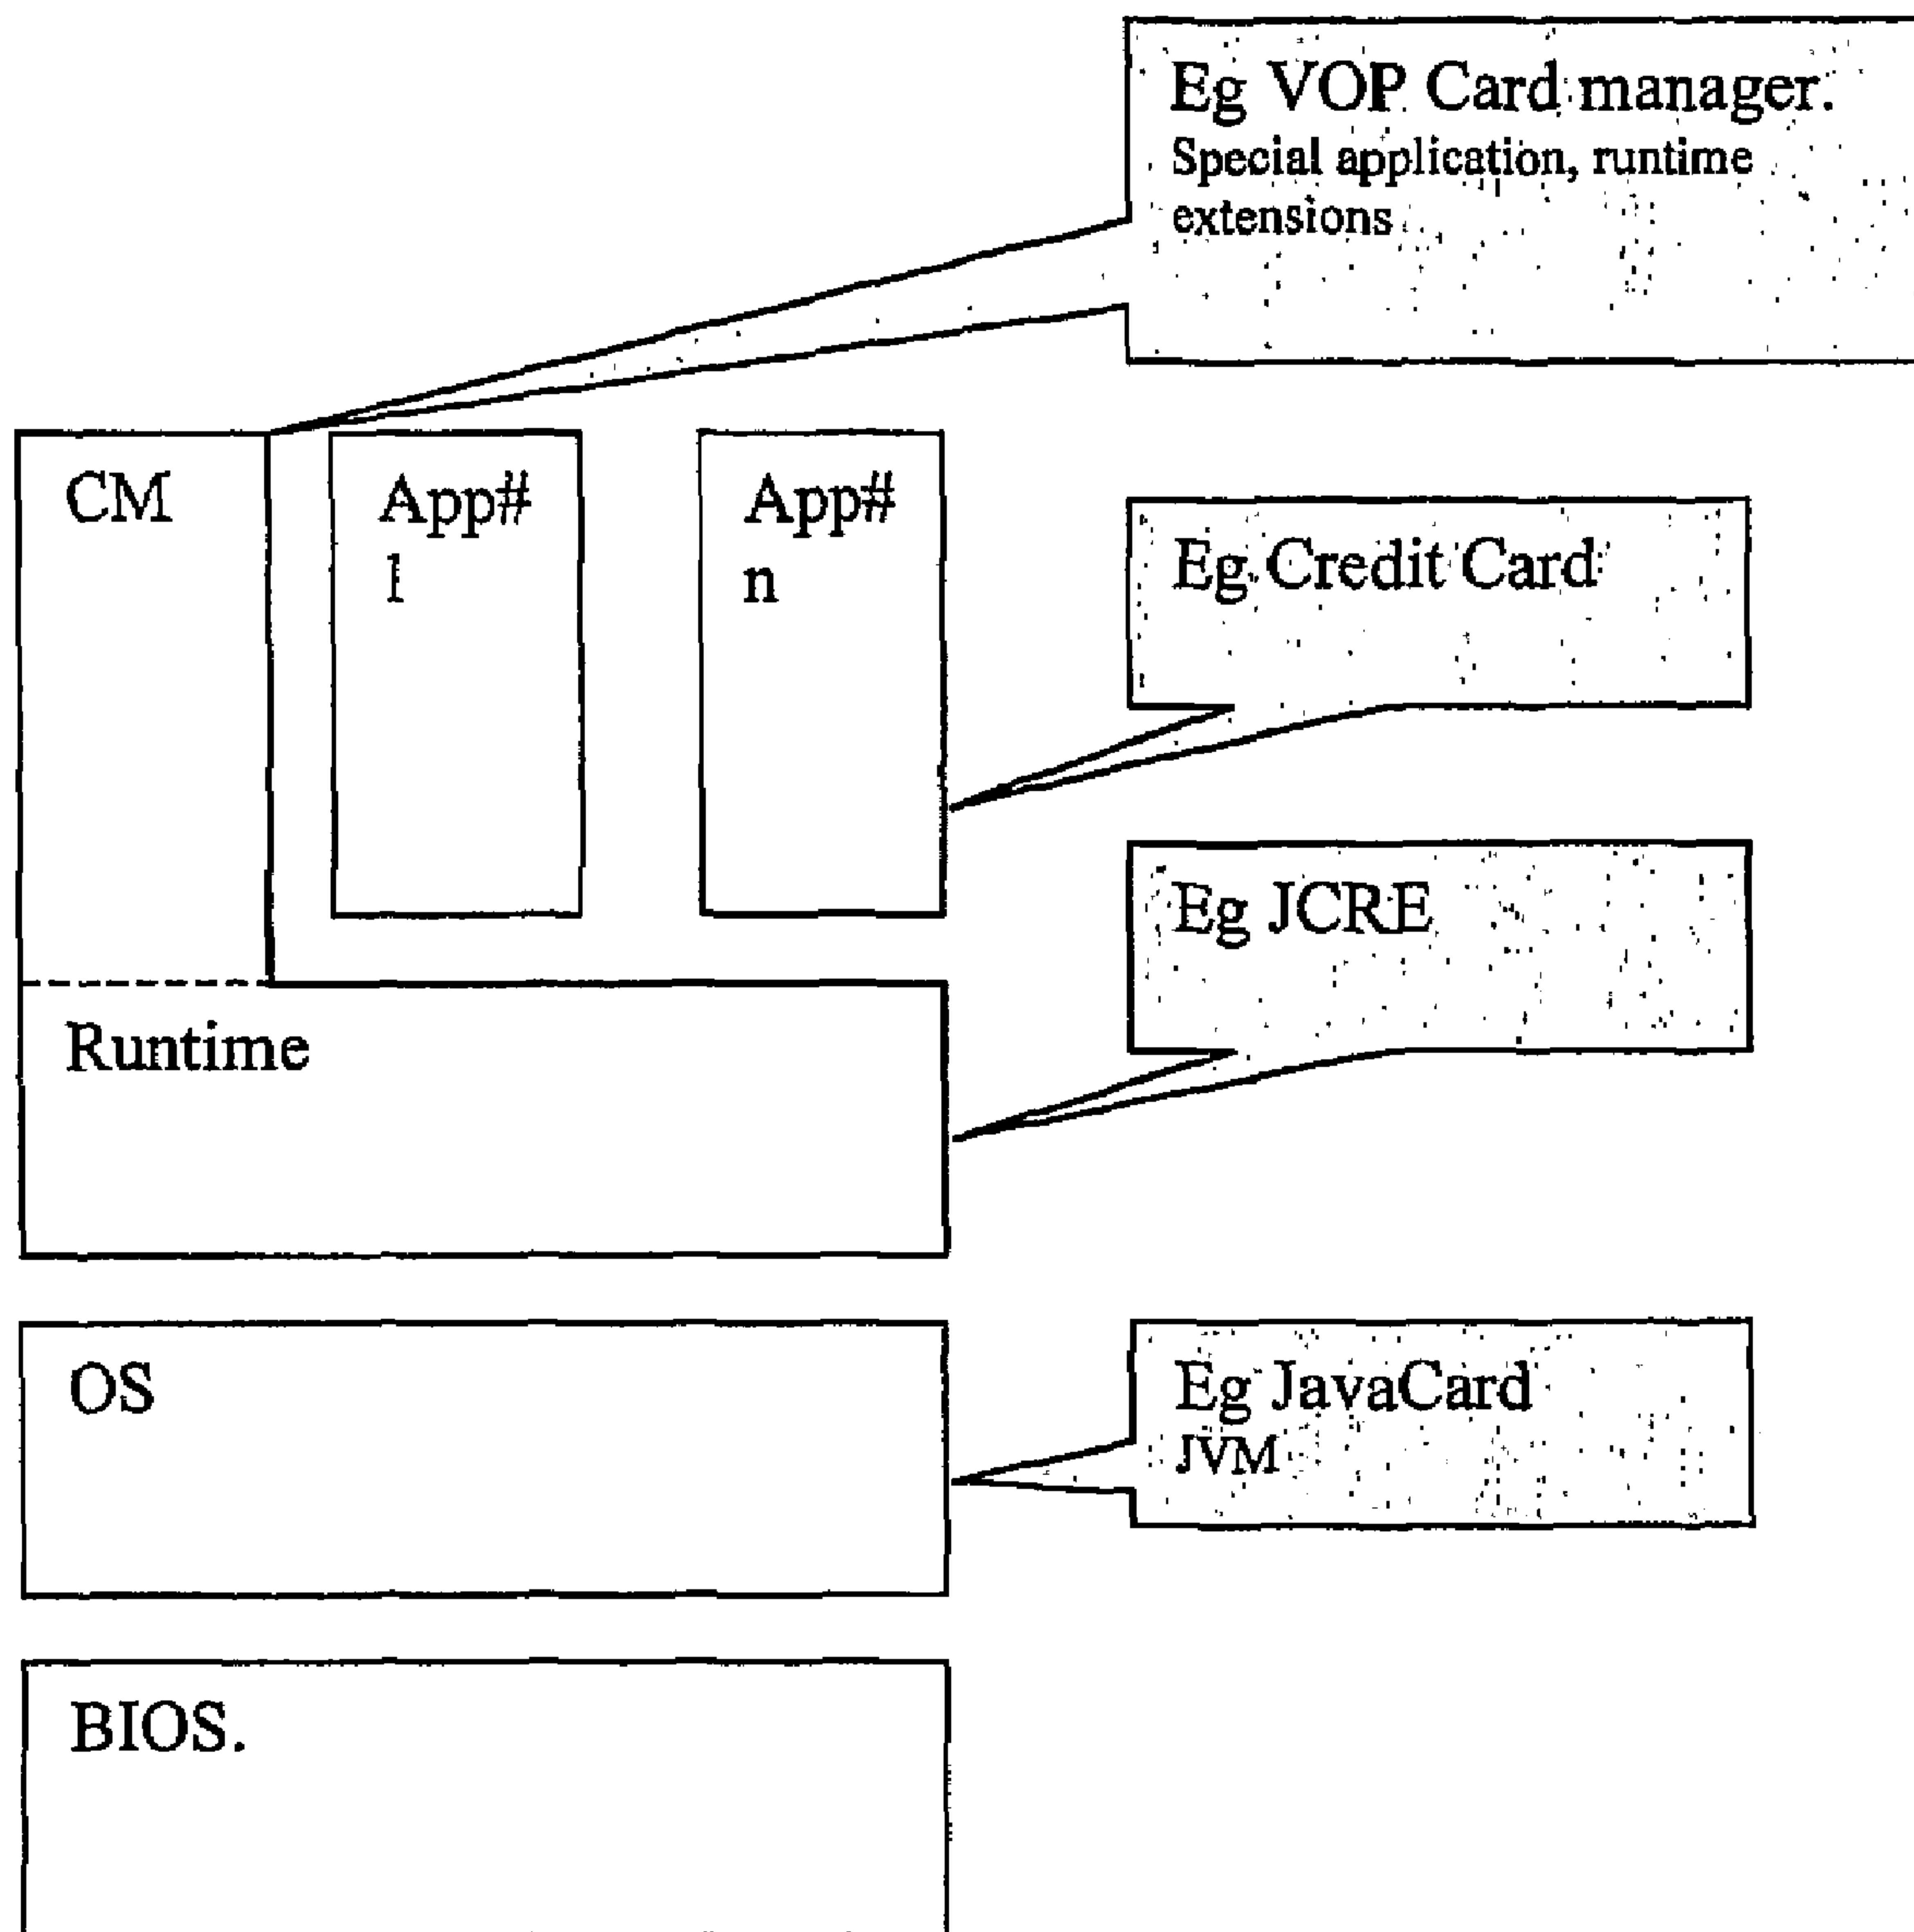 Eg VOP Card manager.
Special application, runtime
extensions
CM
App#
1
App#
n
Eg Credit Card
Eg JCRE
Runtime
OS
Eg JavaCard
JVM
BIOS.